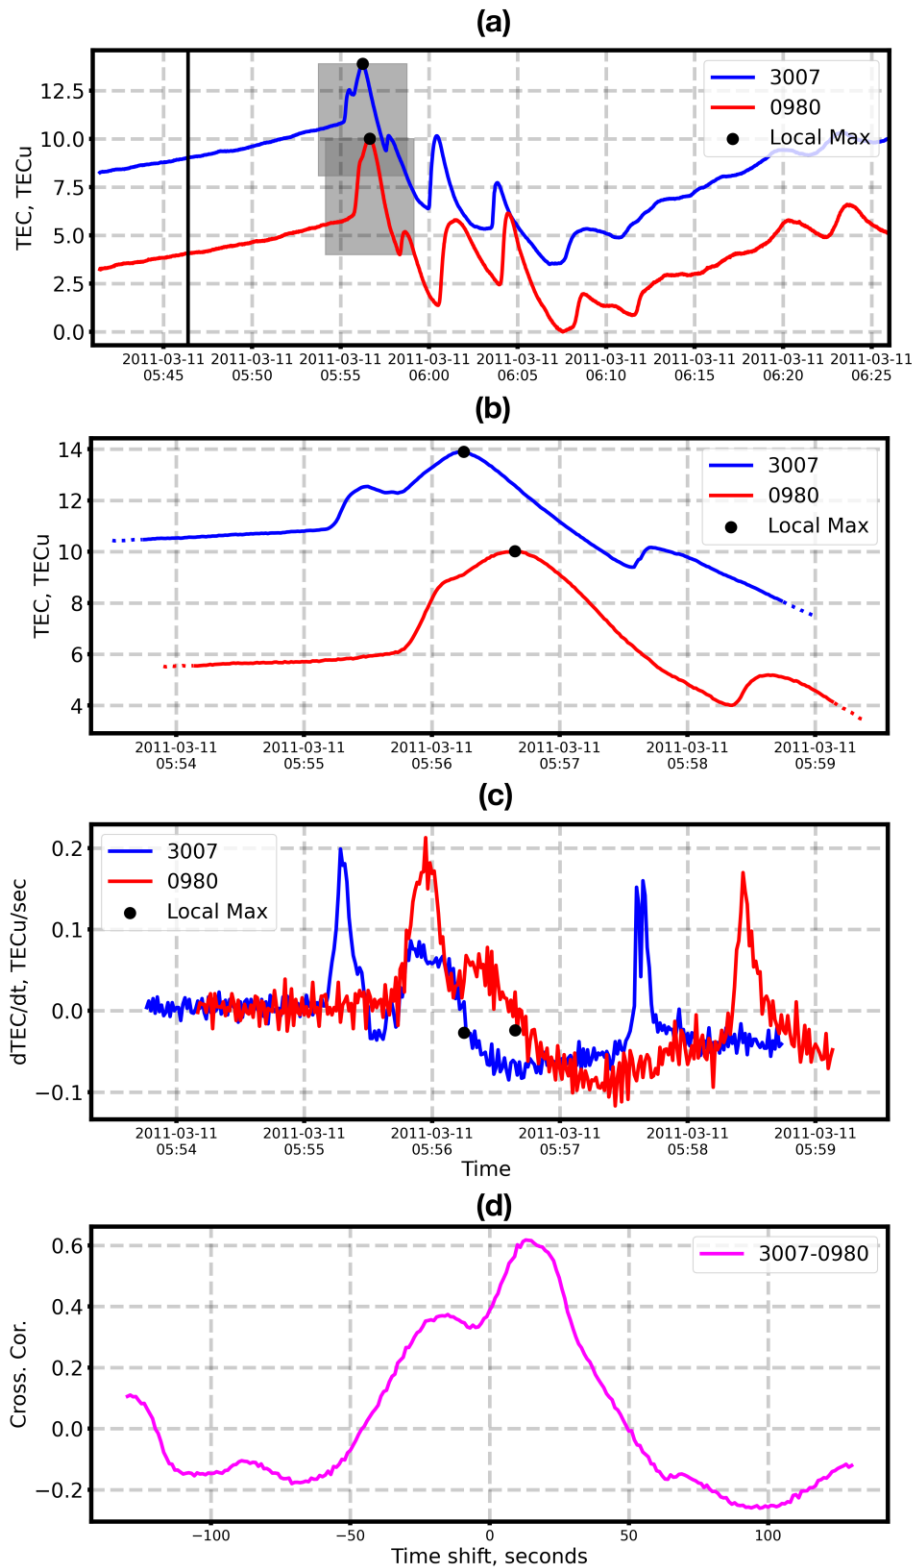 (a)
TEC, TECu
12.5
10.0
7.5
5.0
2.5
0.0
3007
0980
Local Max
2011-03-11 2011-03-11 2011-03-11 2011-03-11 2011-03-11 2011-03-11 2011-03-11 2011-03-11 2011-03-11
05:45 05:50 05:55 06:00 06:05 06:10 06:15 06:20 06:25
(b)
TEC, TECu
14
12
10
8
6
4
3007
0980
Local Max
2011-03-11 2011-03-11 2011-03-11 2011-03-11 2011-03-11 2011-03-11
05:54 05:55 05:56 05:57 05:58 05:59
(c)
dTEC/dt, TECu/sec
0.2
0.1
0.0
−0.1
3007
0980
Local Max
2011-03-11 2011-03-11 2011-03-11 2011-03-11 2011-03-11 2011-03-11
05:54 05:55 05:56 05:57 05:58 05:59
Time
(d)
Cross. Cor.
0.6
0.4
0.2
0.0
−0.2
3007-0980
−100 −50 0 50 100
Time shift, seconds